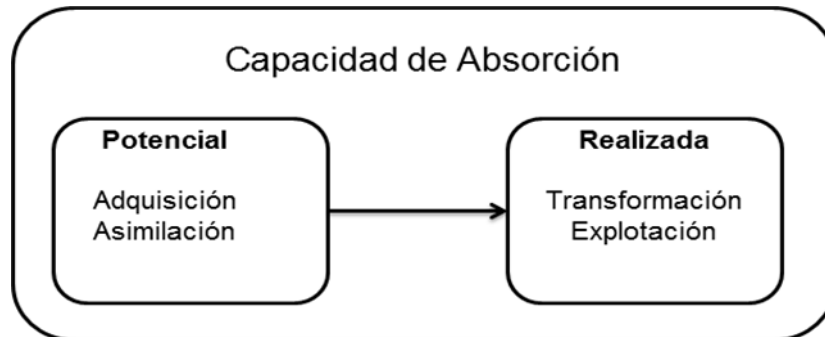 Capacidad de Absorción
Potencial
Adquisición
Asimilación
Realizada
Transformación
Explotación